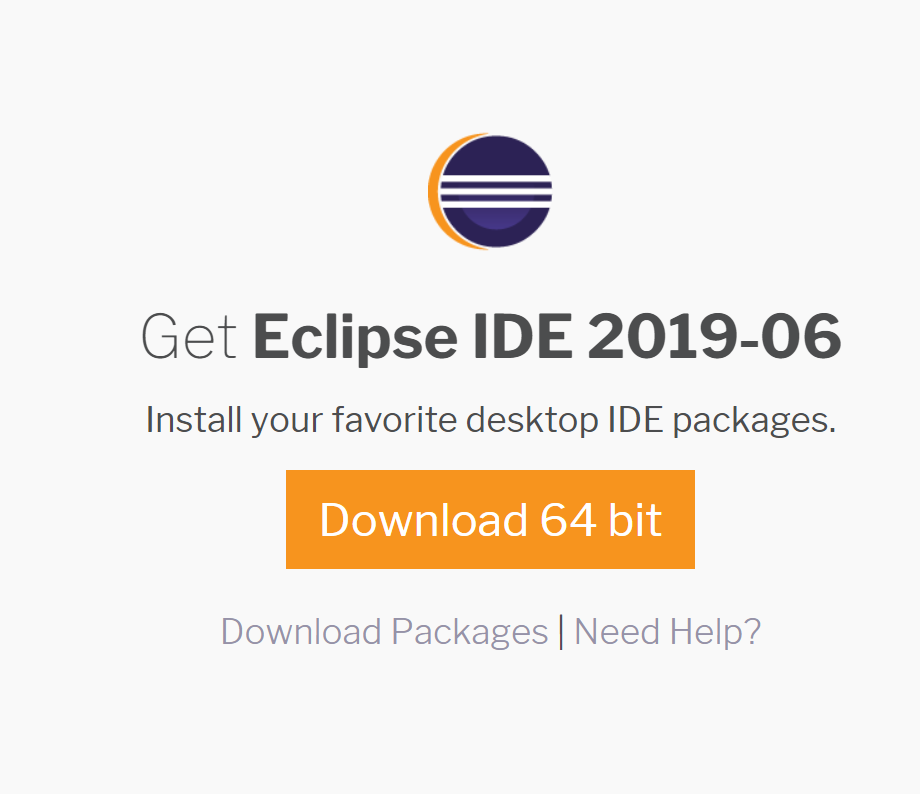 Get Eclipse IDE 2019-06
Install your favorite desktop IDE packages.
Download 64 bit
Download Packages | Need Help?